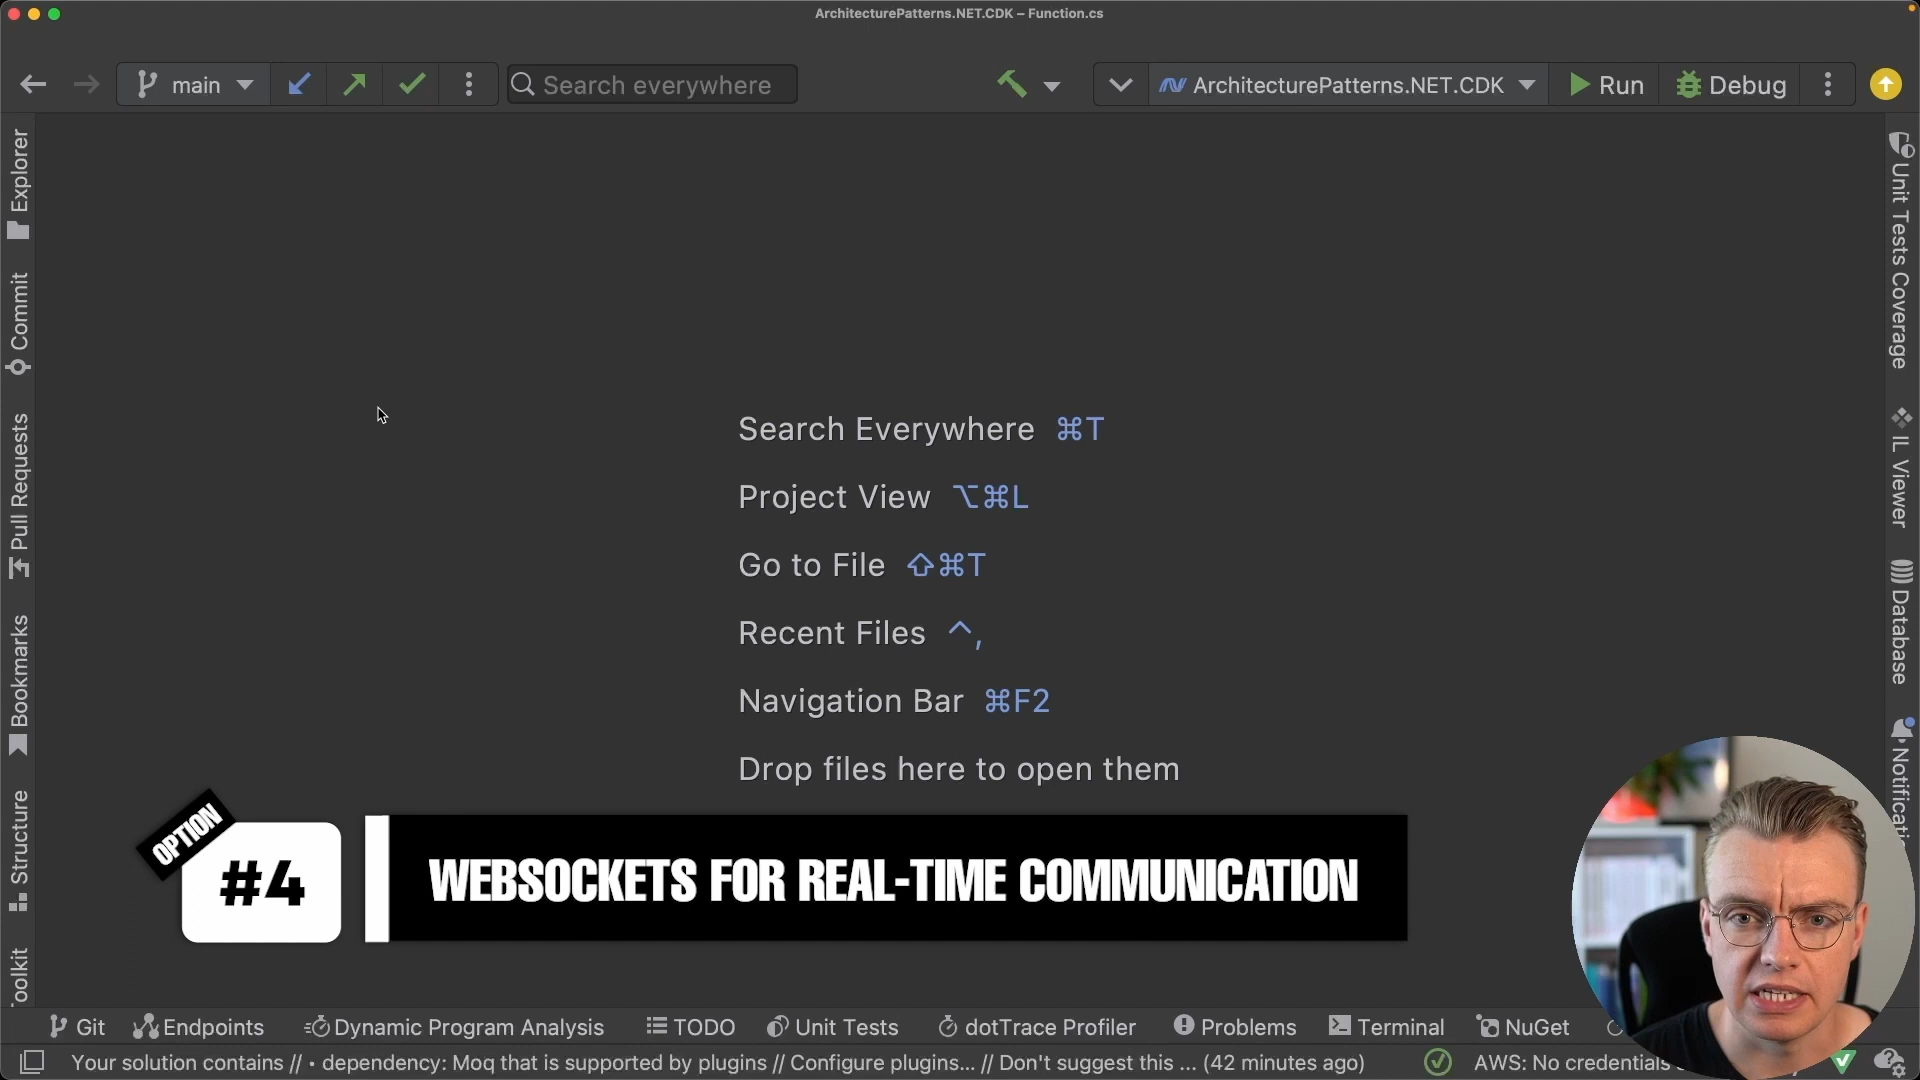 ArchitecturePatterns.NET.CDK – Function.cs
main
Search everywhere
ArchitecturePatterns.NET.CDK
Run
Debug
Explorer
Commit
Pull Requests
Bookmarks
Structure
Unit Tests Coverage
IL Viewer
Database
Search Everywhere ⌘T
Project View ⌥⌘L
Go to File ⇧⌘T
Recent Files ^,
Navigation Bar ⌘F2
Drop files here to open them
OPTION
#4
WEBSOCKETS FOR REAL-TIME COMMUNICATION
Git
Endpoints
Dynamic Program Analysis
TODO
Unit Tests
dotTrace Profiler
Problems
Terminal
NuGet
Your solution contains // • dependency: Moq that is supported by plugins // Configure plugins... // Don't suggest this ... (42 minutes ago)
AWS: No credentials